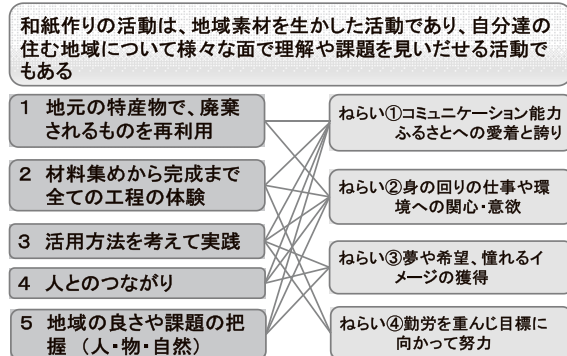 和紙作りの活動は、地域素材を生かした活動であり、自分達の
住む地域について様々な面で理解や課題を見いだせる活動で
もある
1 地元の特産物で、廃棄
されるものを再利用
2 材料集めから完成まで
全ての工程の体験
3 活用方法を考えて実践
4 人とのつながり
5 地域の良さや課題の把
握 （人・物・自然）
ねらい①コミュニケーション能力
ふるさとへの愛着と誇り
ねらい②身の回りの仕事や環
境への関心・意欲
ねらい③夢や希望、憧れるイ
メージの獲得
ねらい④勤労を重んじ目標に
向かって努力